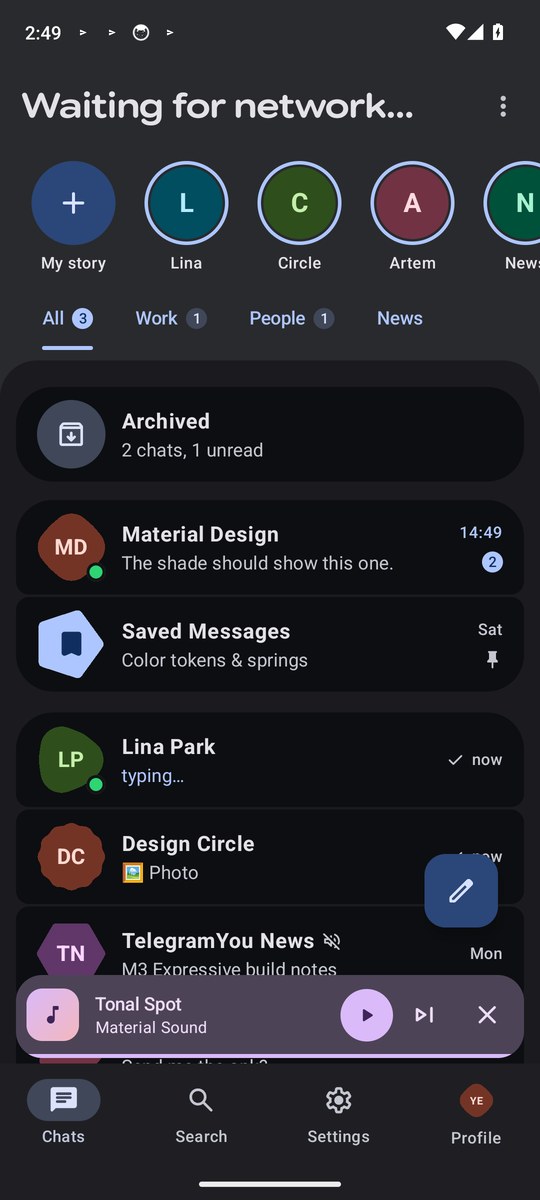 2:49
Waiting for network...
L
C
A
N
My story
Lina
Circle
Artem
News
All 3
Work 1
People 1
News
Archived
2 chats, 1 unread
MD
Material Design
14:49
The shade should show this one.
2
Saved Messages
Sat
Color tokens & springs
LP
Lina Park
now
typing...
DC
Design Circle
🖼️ Photo
TN
TelegramYou News
Mon
M3 Expressive build notes
Tonal Spot
Material Sound
Chats
Search
Settings
YE
Profile